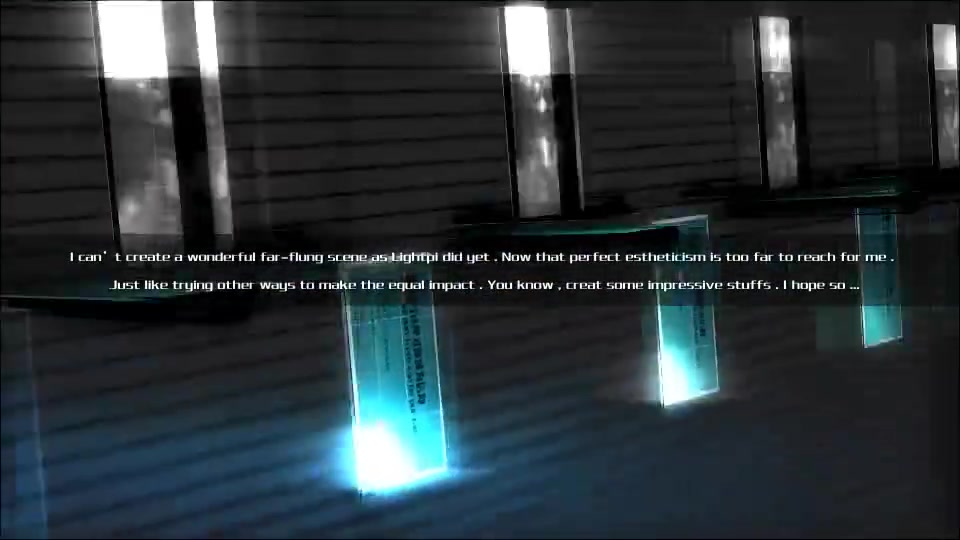 I can’t create a wonderful far-flung scene as Lightpi did yet . Now that perfect estheticism is too far to reach for me .
Just like trying other ways to make the equal impact . You know , creat some impressive stuffs . I hope so ...